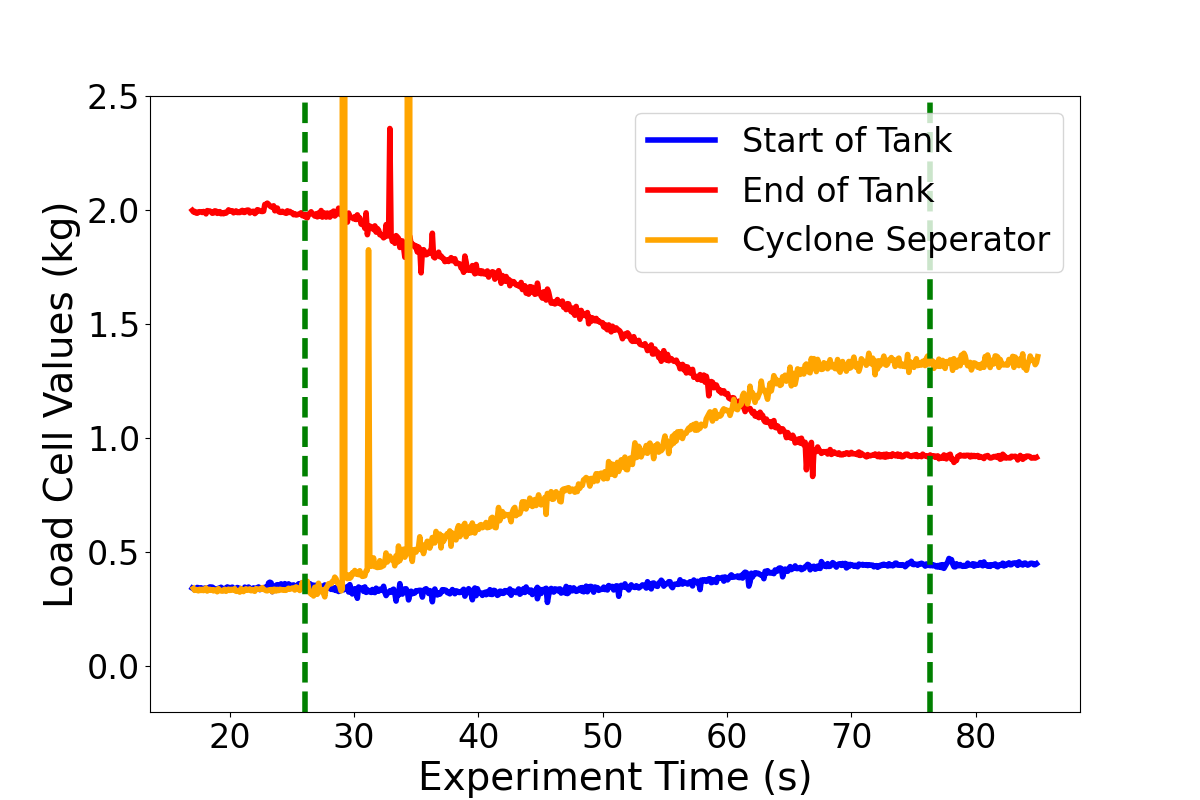 Load Cell Values (kg)
2.5
2.0
1.5
1.0
0.5
0.0
Start of Tank
End of Tank
Cyclone Seperator
20 30 40 50 60 70 80
Experiment Time (s)